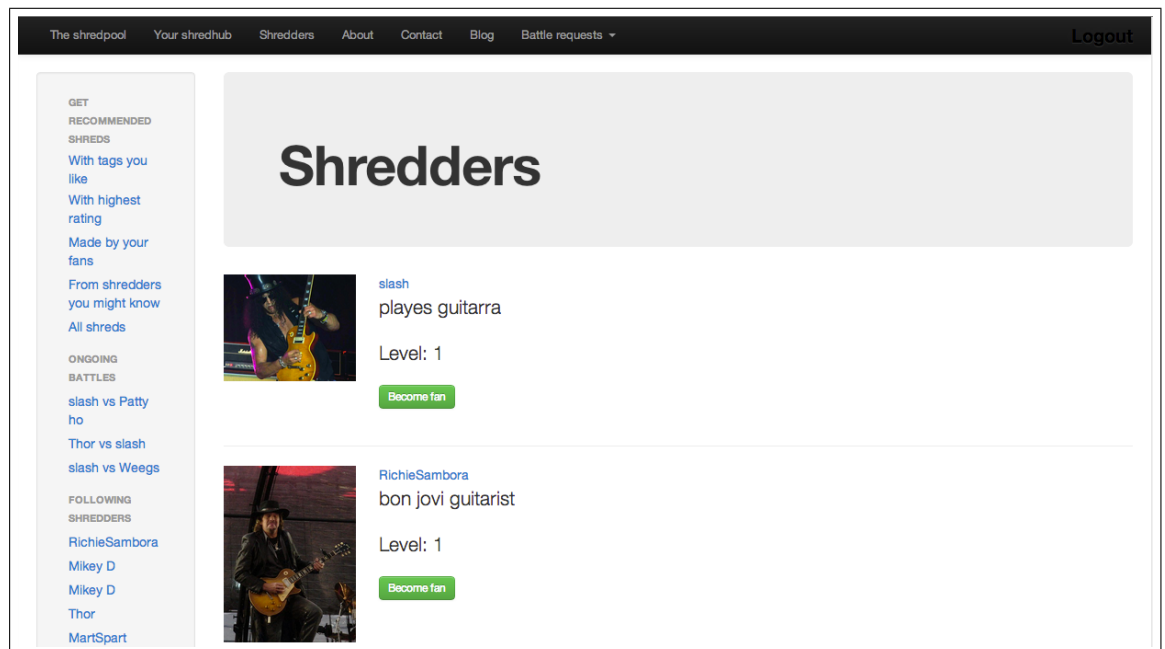 The shredpool Your shredhub Shredders About Contact Blog Battle requests Logout
GET
RECOMMENDED
SHREDS
With tags you
like
With highest
rating
Made by your
fans
From shredders
you might know
All shreds
ONGOING
BATTLES
slash vs Patty
ho
Thor vs slash
slash vs Weegs
FOLLOWING
SHREDDERS
RichieSambora
Mikey D
Mikey D
Thor
MartSpart
Shredders
slash
playes guitarra
Level: 1
Become fan
RichieSambora
bon jovi guitarist
Level: 1
Become fan